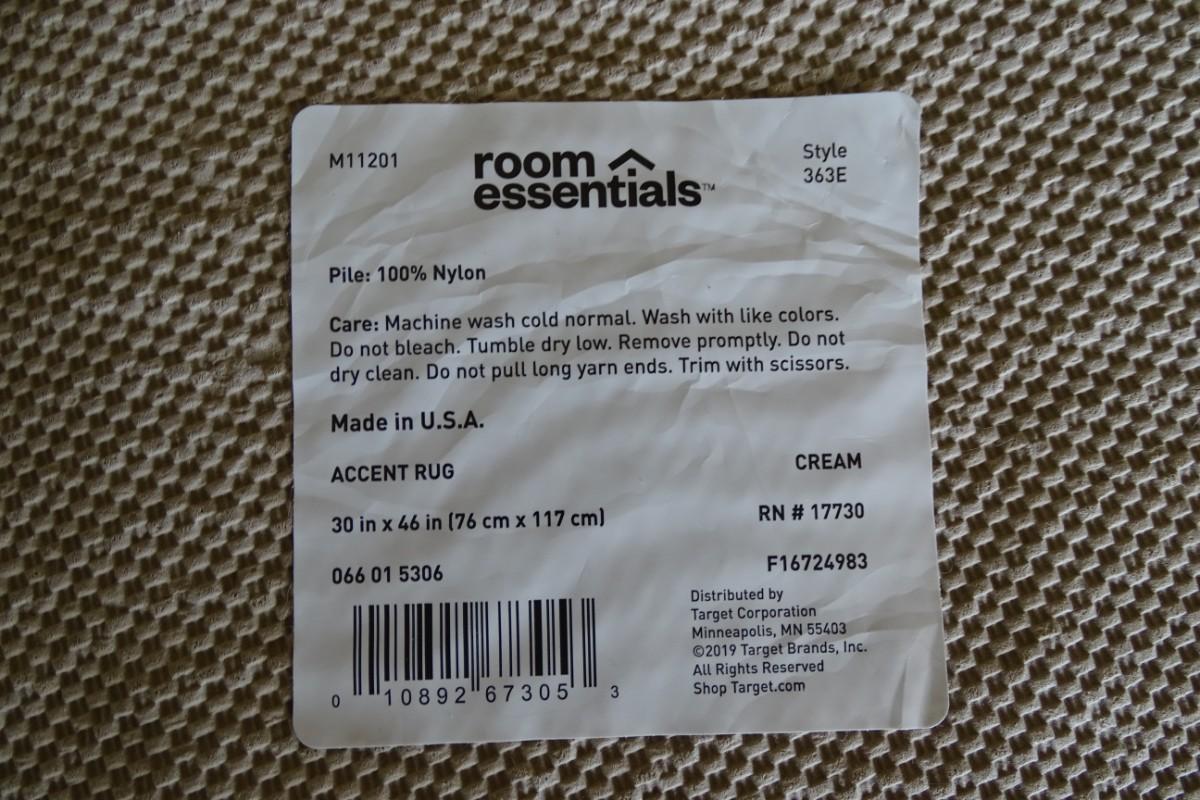 M11201
room
essentials™
Style
363E
Pile: 100% Nylon
Care: Machine wash cold normal. Wash with like colors.
Do not bleach. Tumble dry low. Remove promptly. Do not
dry clean. Do not pull long yarn ends. Trim with scissors.
Made in U.S.A.
ACCENT RUG
CREAM
30 in x 46 in (76 cm x 117 cm)
RN # 17730
066 01 5306
F16724983
Distributed by
Target Corporation
Minneapolis, MN 55403
©2019 Target Brands, Inc.
All Rights Reserved
Shop Target.com
0 10892 67305 3